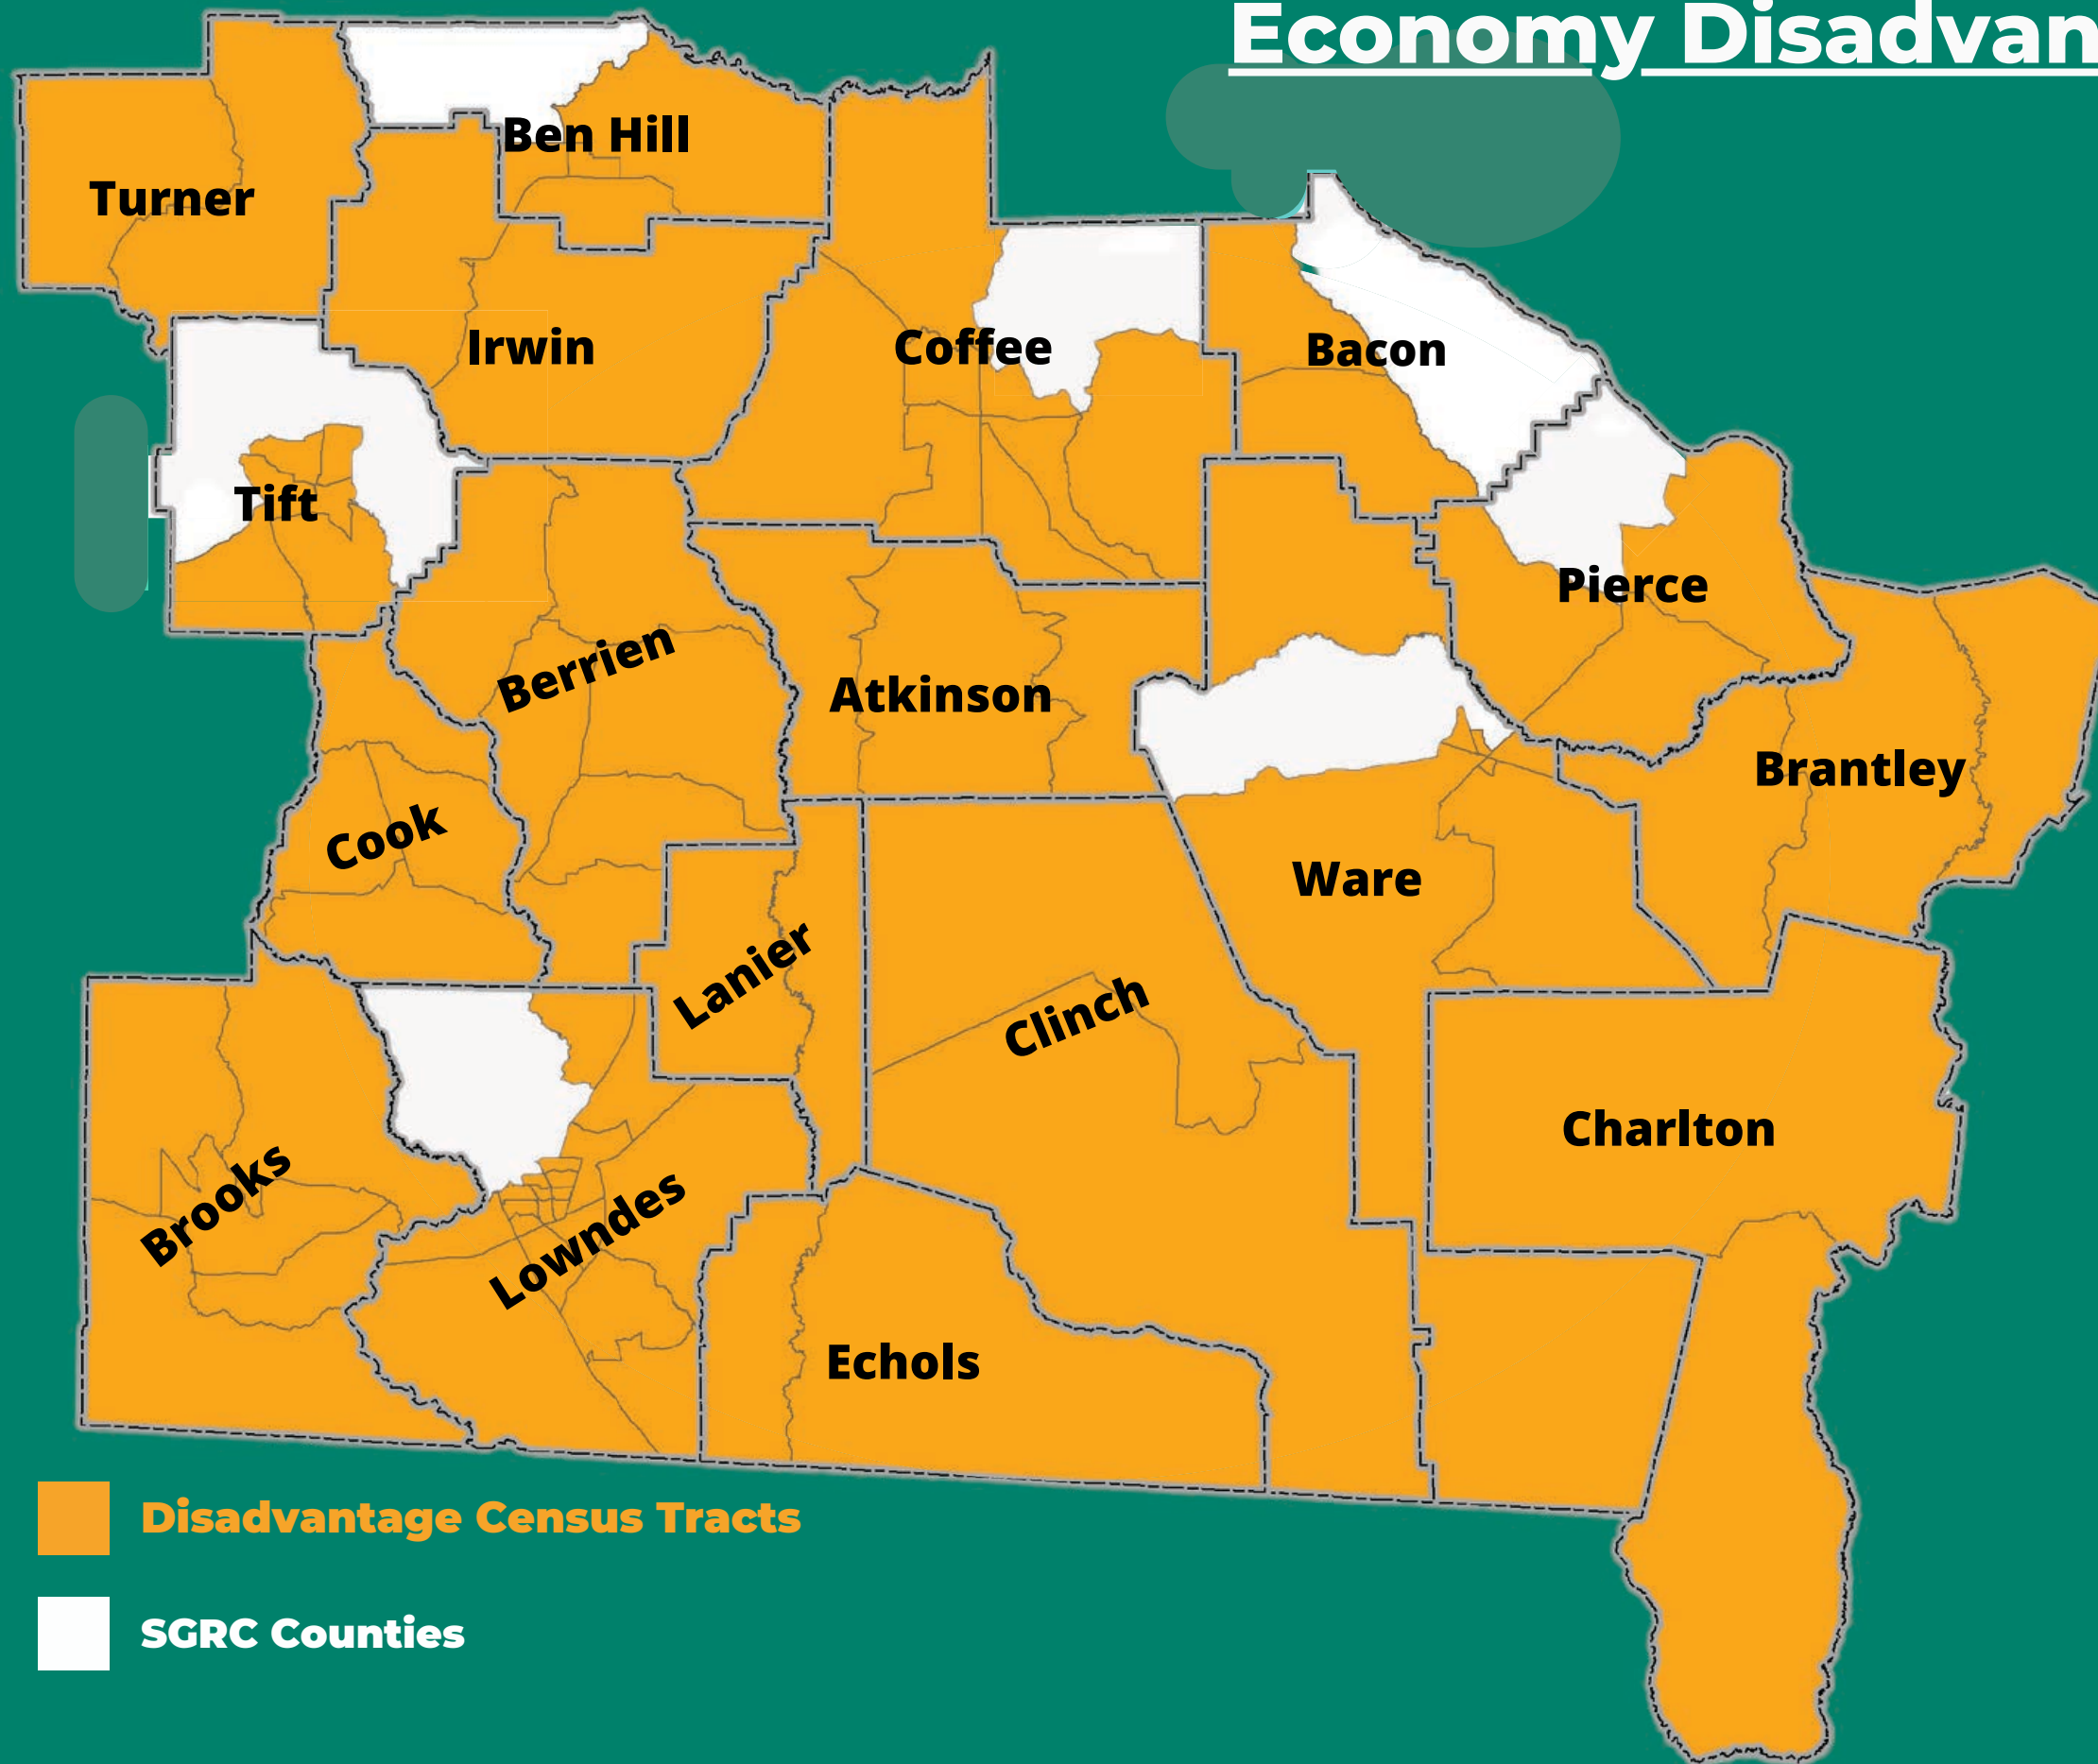 Economy Disadvan
Ben Hill
Turner
Irwin
Coffee
Bacon
Tift
Pierce
Berrien
Atkinson
Brantley
Cook
Ware
Lanier
Clinch
Charlton
Brooks
Lowndes
Echols
Disadvantage Census Tracts
SGRC Counties